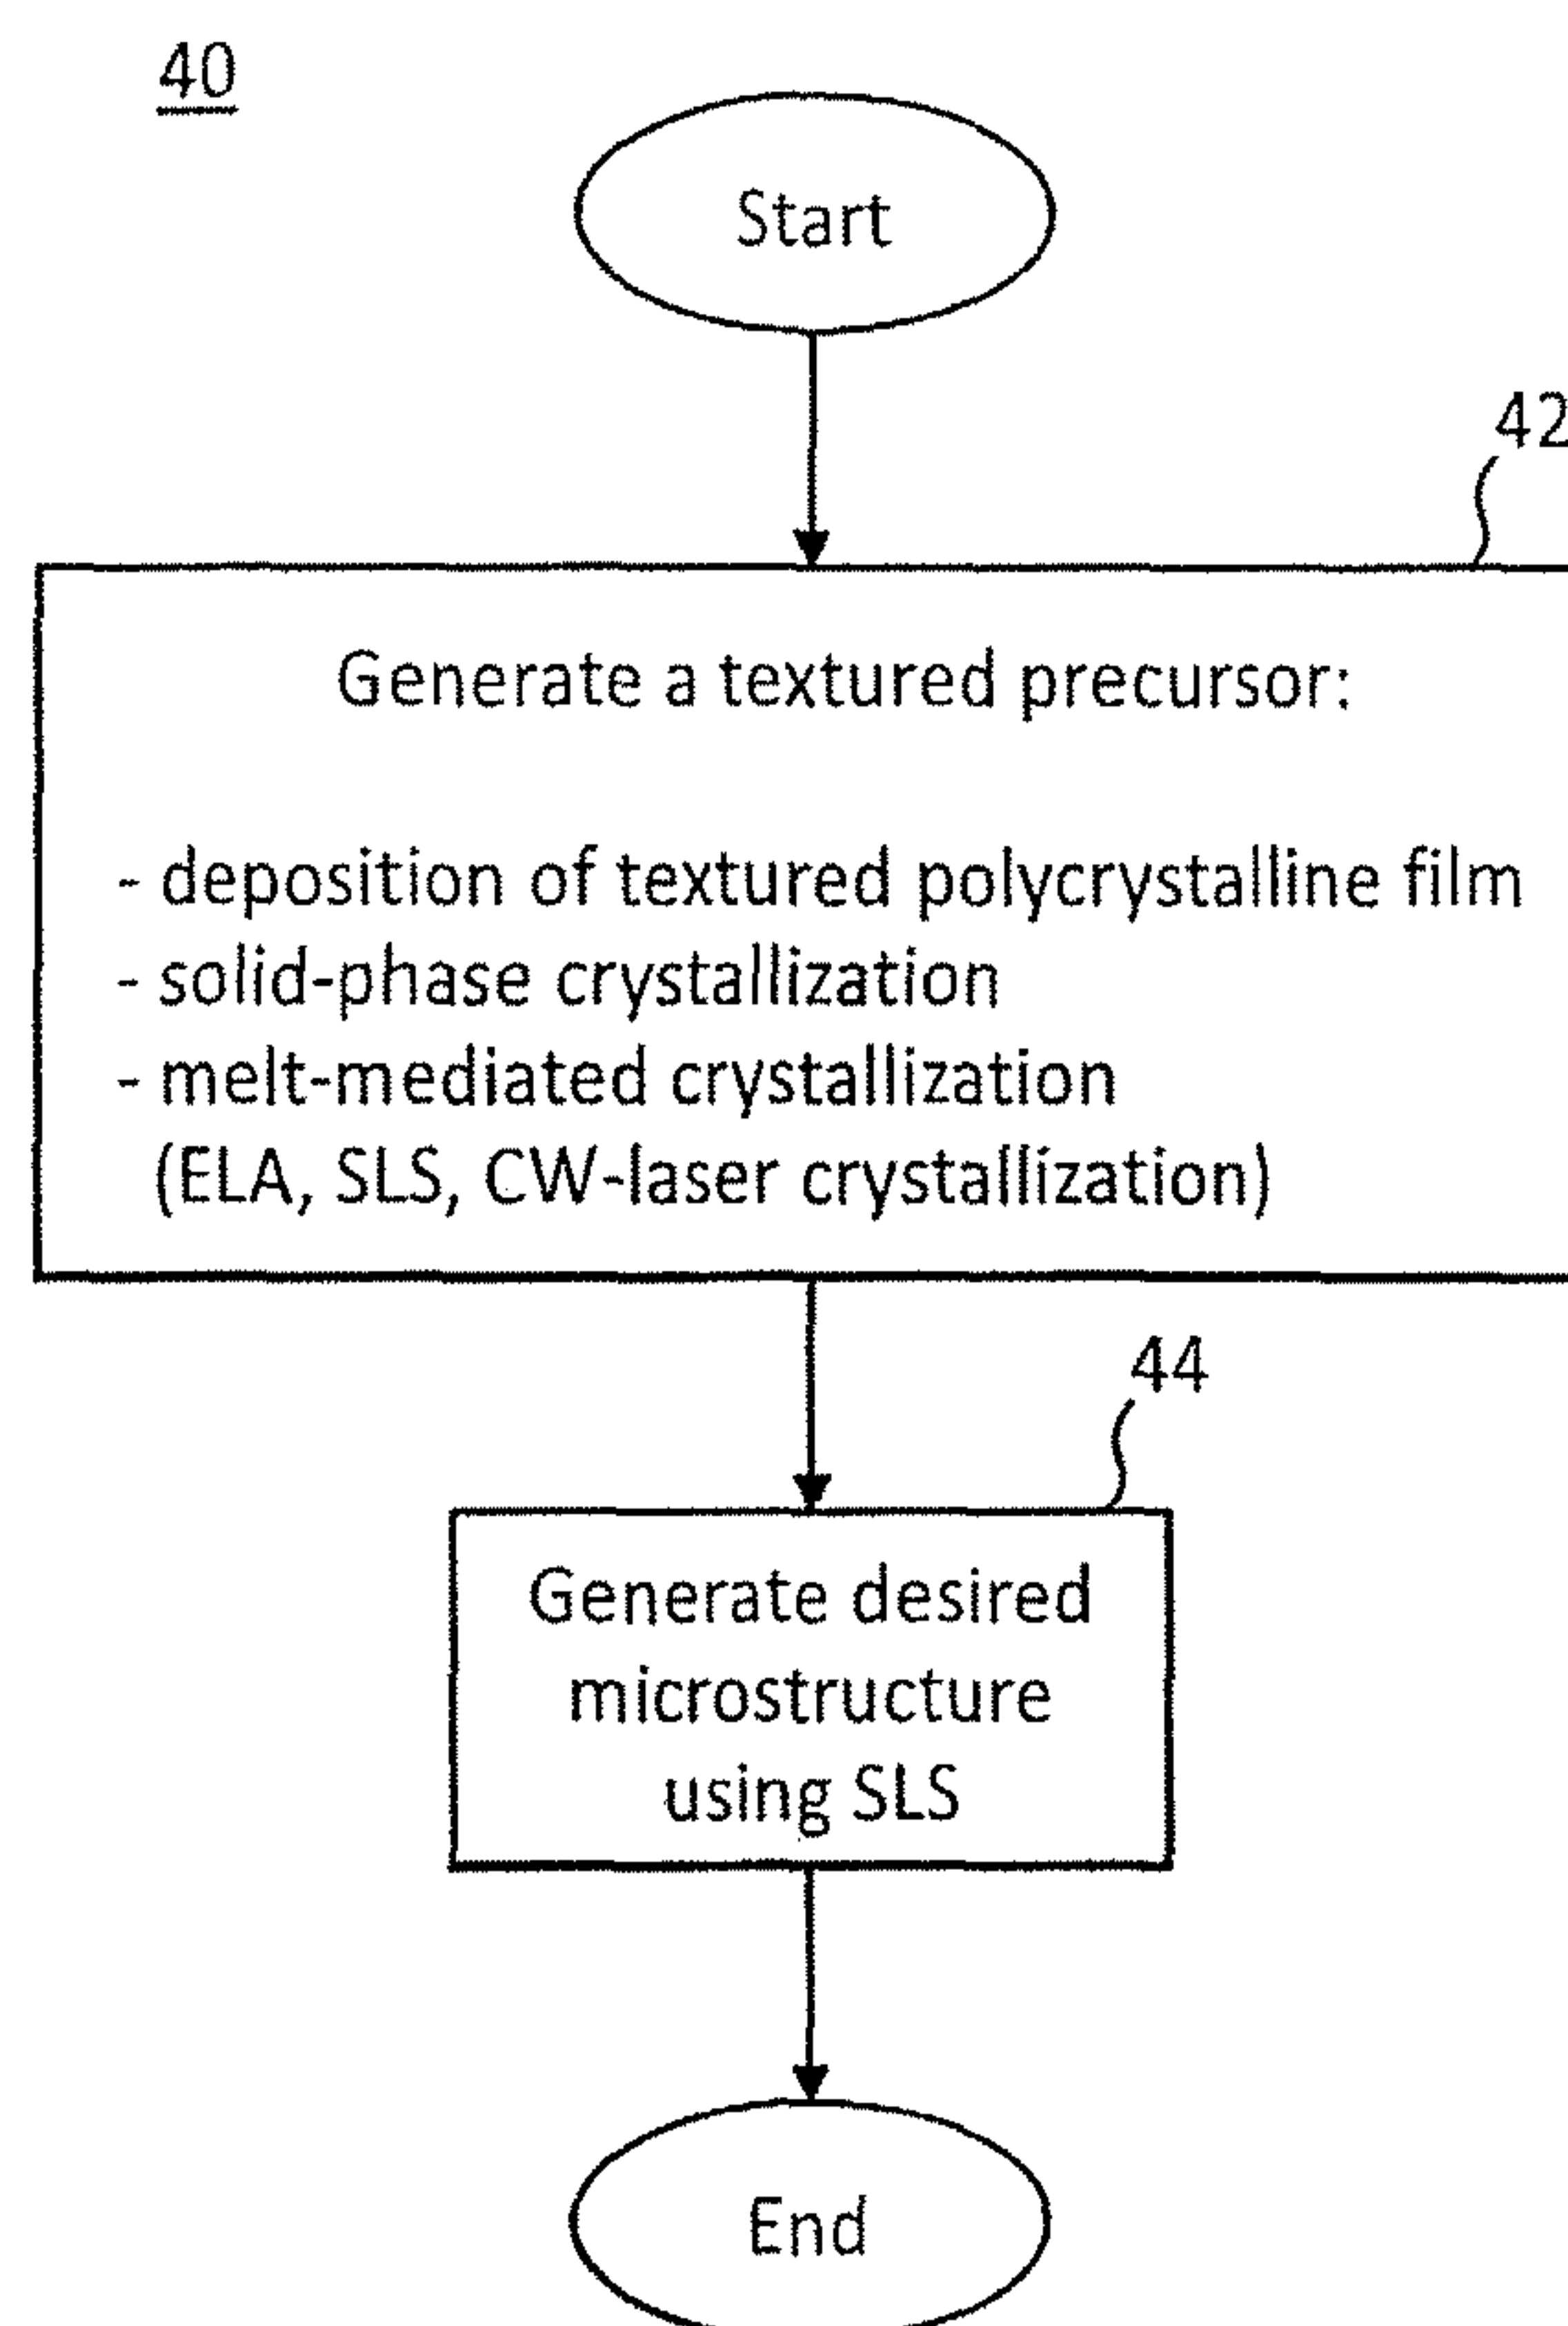 40
Start
42
Generate a textured precursor:
- deposition of textured polycrystalline film
- solid-phase crystallization
- melt-mediated crystallization
(ELA, SLS, CW-laser crystallization)
44
Generate desired
microstructure
using SLS
End